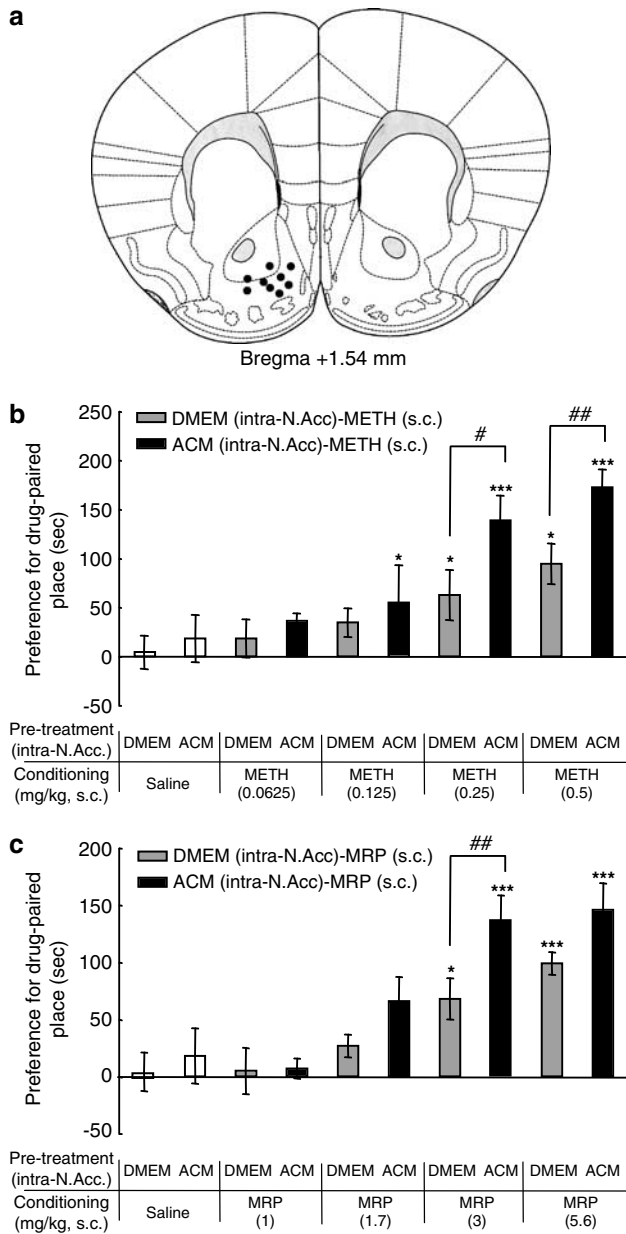 a
Bregma +1.54 mm
b
Preference for drug-paired
place (sec)
250
200
150
100
50
0
-50
DMEM (intra-N.Acc)-METH (s.c.)
ACM (intra-N.Acc)-METH (s.c.)
# ##
* * *** * ***
Pre-treatment
(intra-N.Acc.)
DMEM ACM DMEM ACM DMEM ACM DMEM ACM DMEM ACM
Conditioning
(mg/kg, s.c.)
Saline
METH
(0.0625)
METH
(0.125)
METH
(0.25)
METH
(0.5)
c
Preference for drug-paired
place (sec)
200
150
100
50
0
-50
DMEM (intra-N.Acc)-MRP (s.c.)
ACM (intra-N.Acc)-MRP (s.c.)
##
* *** *** ***
Pre-treatment
(intra-N.Acc.)
DMEM ACM DMEM ACM DMEM ACM DMEM ACM DMEM ACM
Conditioning
(mg/kg, s.c.)
Saline
MRP
(1)
MRP
(1.7)
MRP
(3)
MRP
(5.6)